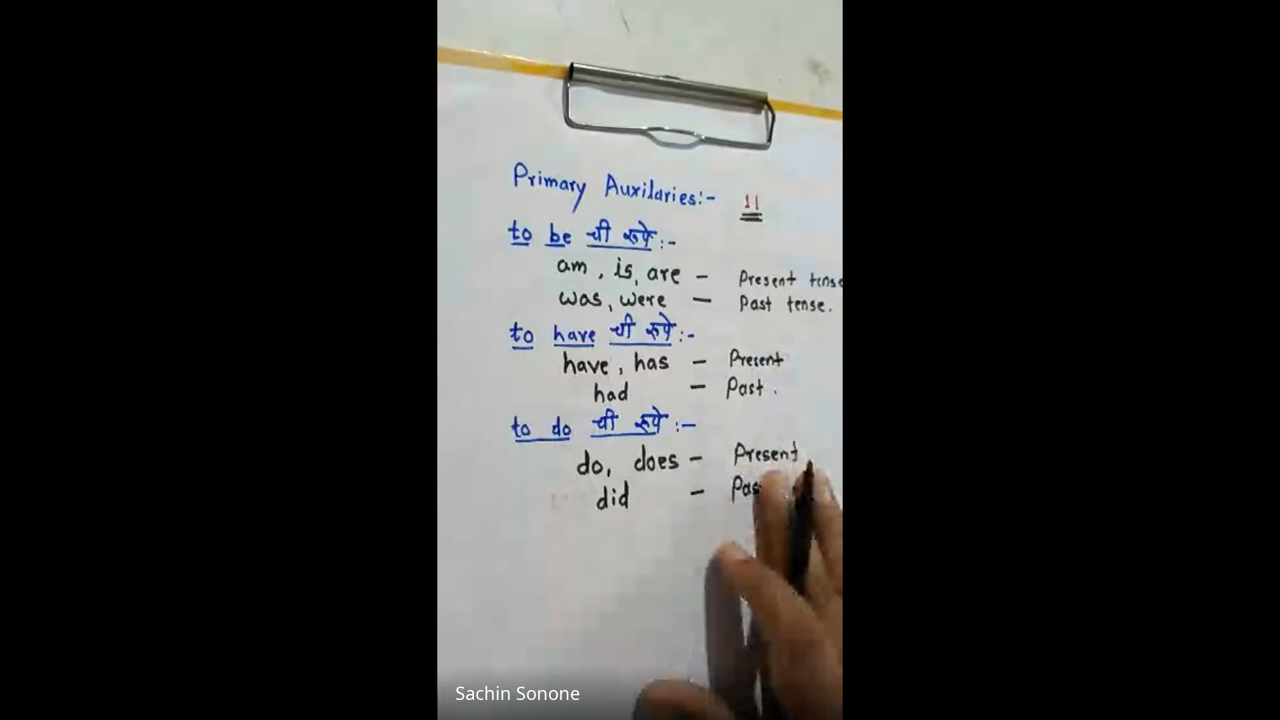 Primary Auxilaries:- 11
to be ची रूपे :-
am, is, are - Present tense
was, were - Past tense.
to have ची रूपे :-
have, has - Present
had - Past.
to do ची रूपे :-
do, does - Present
did -
Sachin Sonone